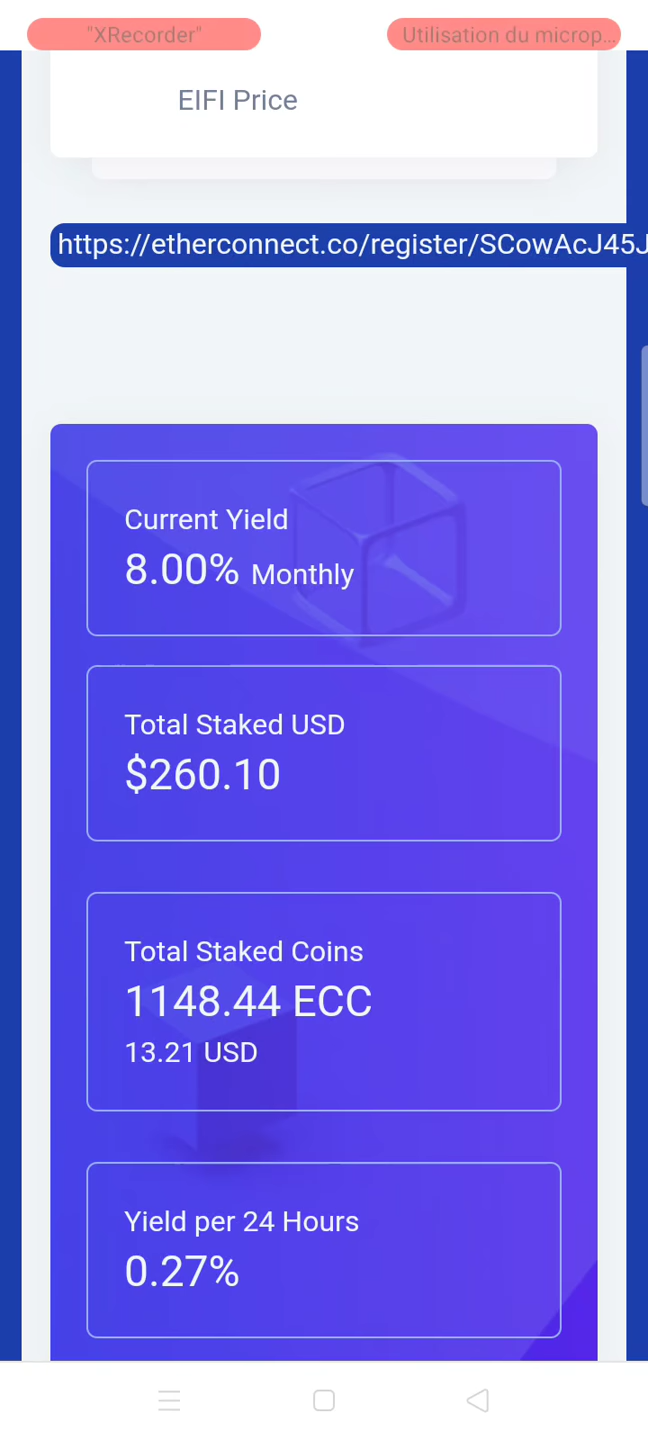 "XRecorder"
Utilisation du microp...
EIFI Price
https://etherconnect.co/register/SCowAcJ45J
Current Yield
8.00% Monthly
Total Staked USD
$260.10
Total Staked Coins
1148.44 ECC
13.21 USD
Yield per 24 Hours
0.27%